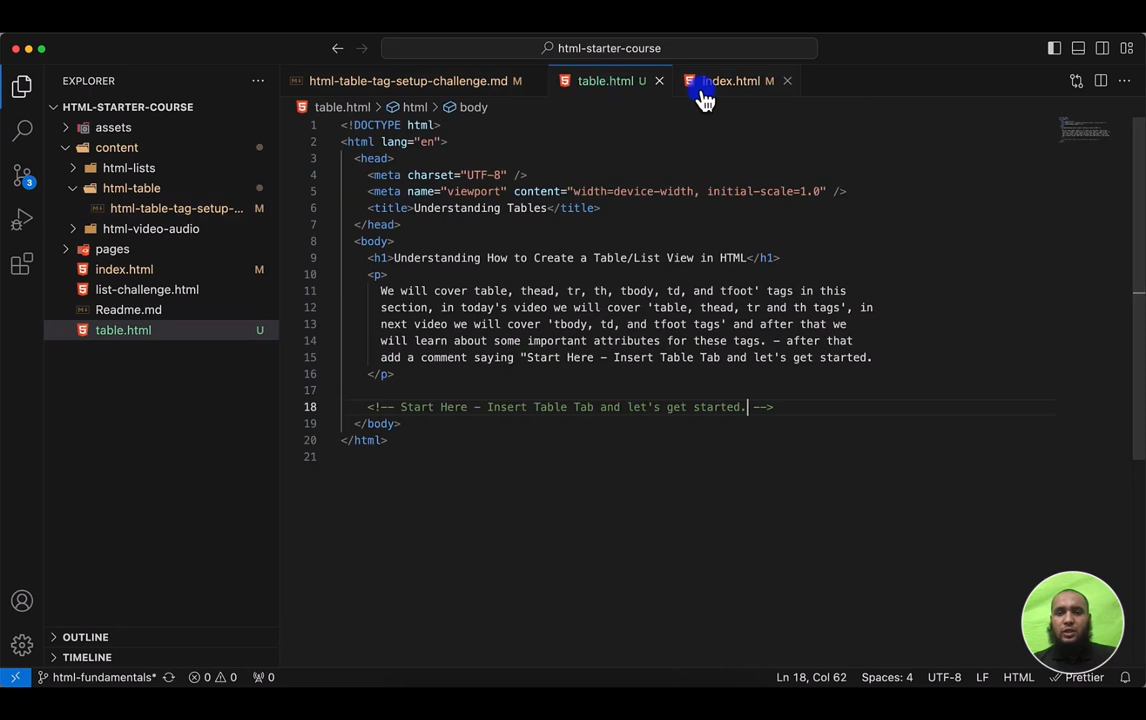 html-starter-course
EXPLORER
HTML-STARTER-COURSE
assets
content
html-lists
html-table
html-table-tag-setup-... M
html-video-audio
pages
index.html M
list-challenge.html
Readme.md
table.html U
OUTLINE
TIMELINE
html-table-tag-setup-challenge.md M
table.html U
index.html M
table.html > html > body
1 <!DOCTYPE html>
2 <html lang="en">
3 <head>
4 <meta charset="UTF-8" />
5 <meta name="viewport" content="width=device-width, initial-scale=1.0" />
6 <title>Understanding Tables</title>
7 </head>
8 <body>
9 <h1>Understanding How to Create a Table/List View in HTML</h1>
10 <p>
11 We will cover table, thead, tr, th, tbody, td, and tfoot' tags in this
12 section, in today's video we will cover 'table, thead, tr and th tags', in
13 next video we will cover 'tbody, td, and tfoot tags' and after that we
14 will learn about some important attributes for these tags. - after that
15 add a comment saying "Start Here - Insert Table Tab and let's get started.
16 </p>
17
18 <!-- Start Here - Insert Table Tab and let's get started. -->
19 </body>
20 </html>
21
3
html-fundamentals*
0 0
0
Ln 18, Col 62
Spaces: 4
UTF-8
LF
HTML
Prettier